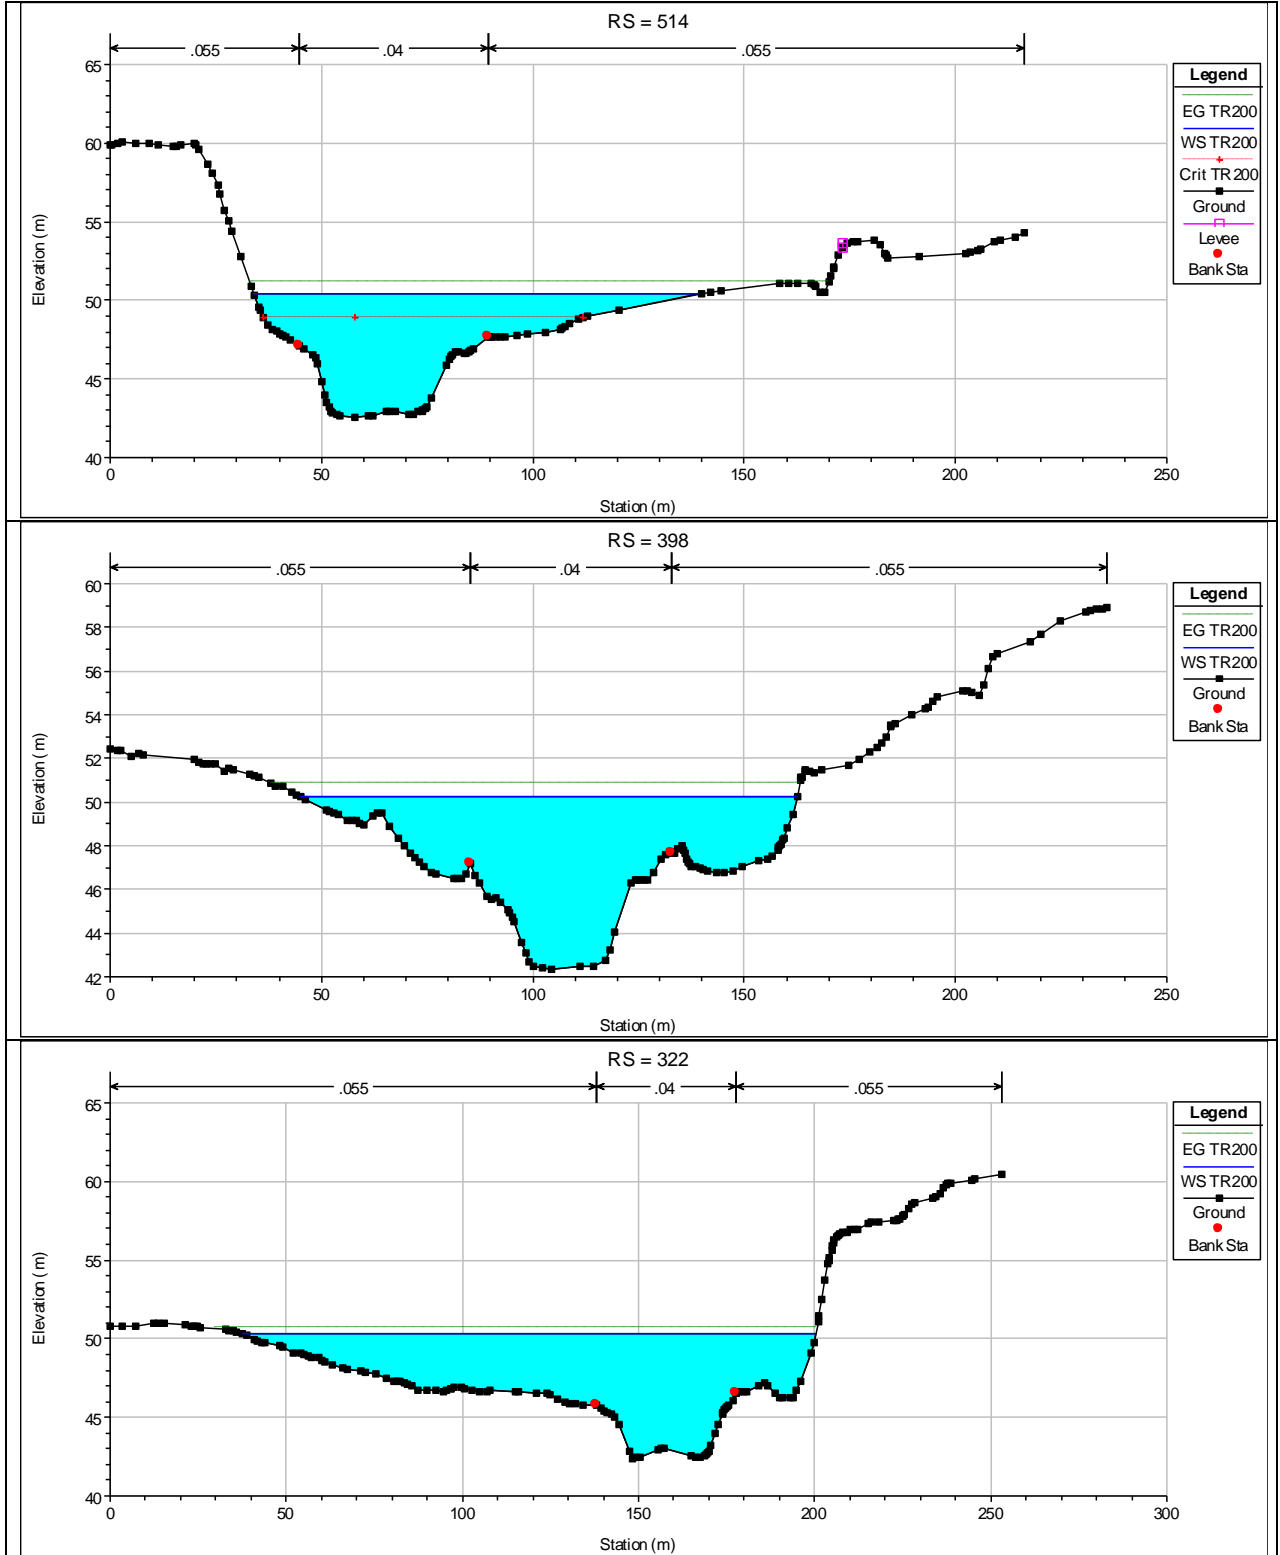 RS = 514
.055 .04 .055
65
60
55
50
45
40
0 50 100 150 200 250
Elevation (m)
Station (m)
Legend
EG TR200
WS TR200
Crit TR200
Ground
Levee
Bank Sta
RS = 398
.055 .04 .055
60
58
56
54
52
50
48
46
44
42
0 50 100 150 200 250
Elevation (m)
Station (m)
Legend
EG TR200
WS TR200
Ground
Bank Sta
RS = 322
.055 .04 .055
65
60
55
50
45
40
0 50 100 150 200 250 300
Elevation (m)
Station (m)
Legend
EG TR200
WS TR200
Ground
Bank Sta